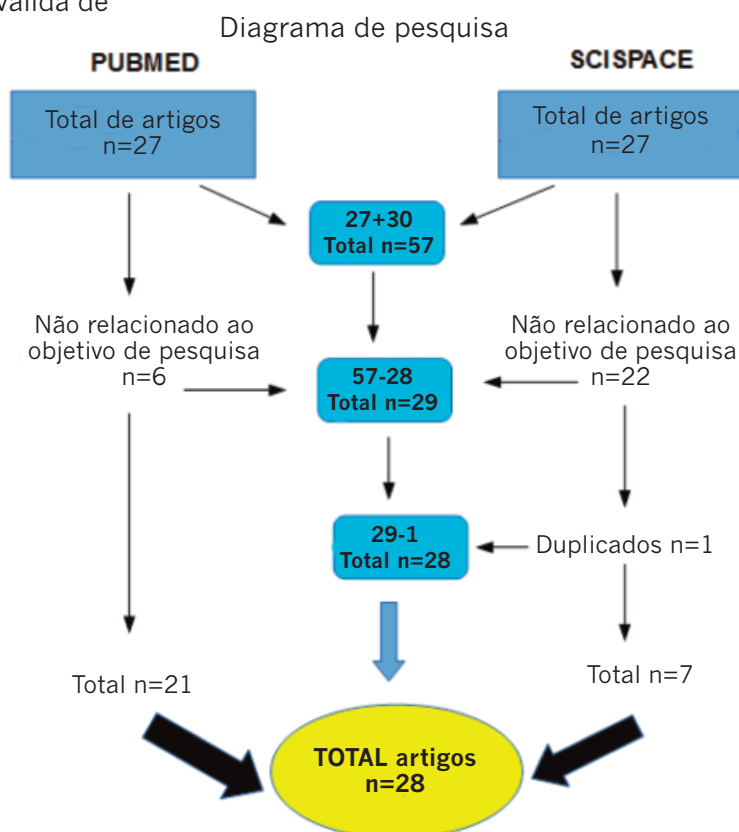 válida de
Diagrama de pesquisa
PUBMED
SCISPACE
Total de artigos
n=27
Total de artigos
n=27
27+30
Total n=57
Não relacionado ao
objetivo de pesquisa
n=6
Não relacionado ao
objetivo de pesquisa
n=22
57-28
Total n=29
29-1
Total n=28
Duplicados n=1
Total n=21
Total n=7
TOTAL artigos
n=28